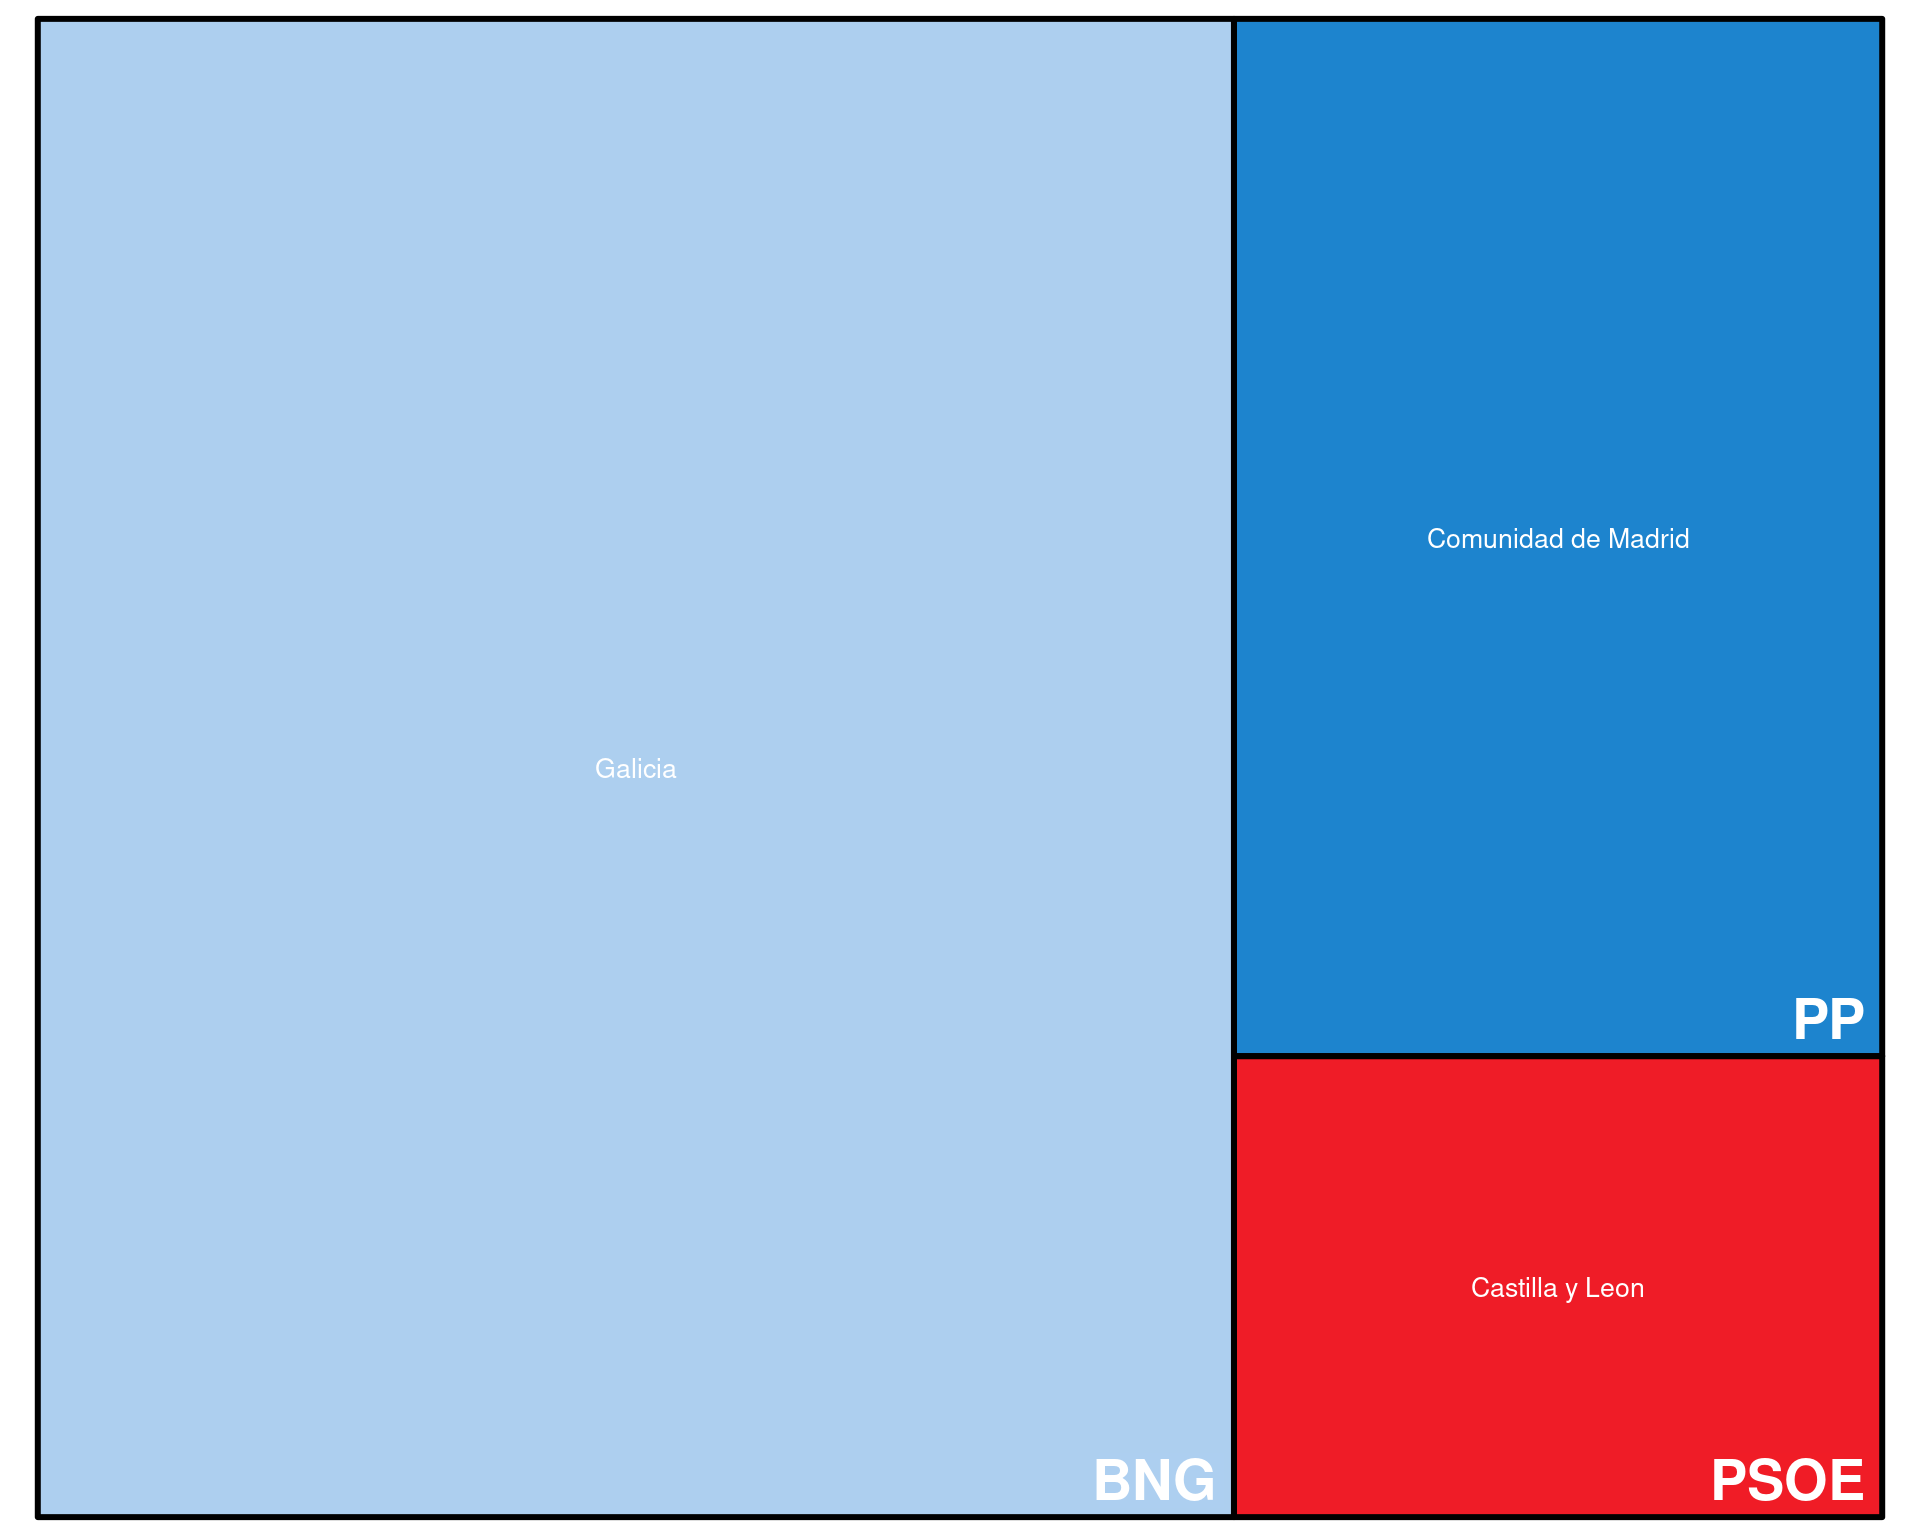 Galicia
BNG
Comunidad de Madrid
PP
Castilla y Leon
PSOE